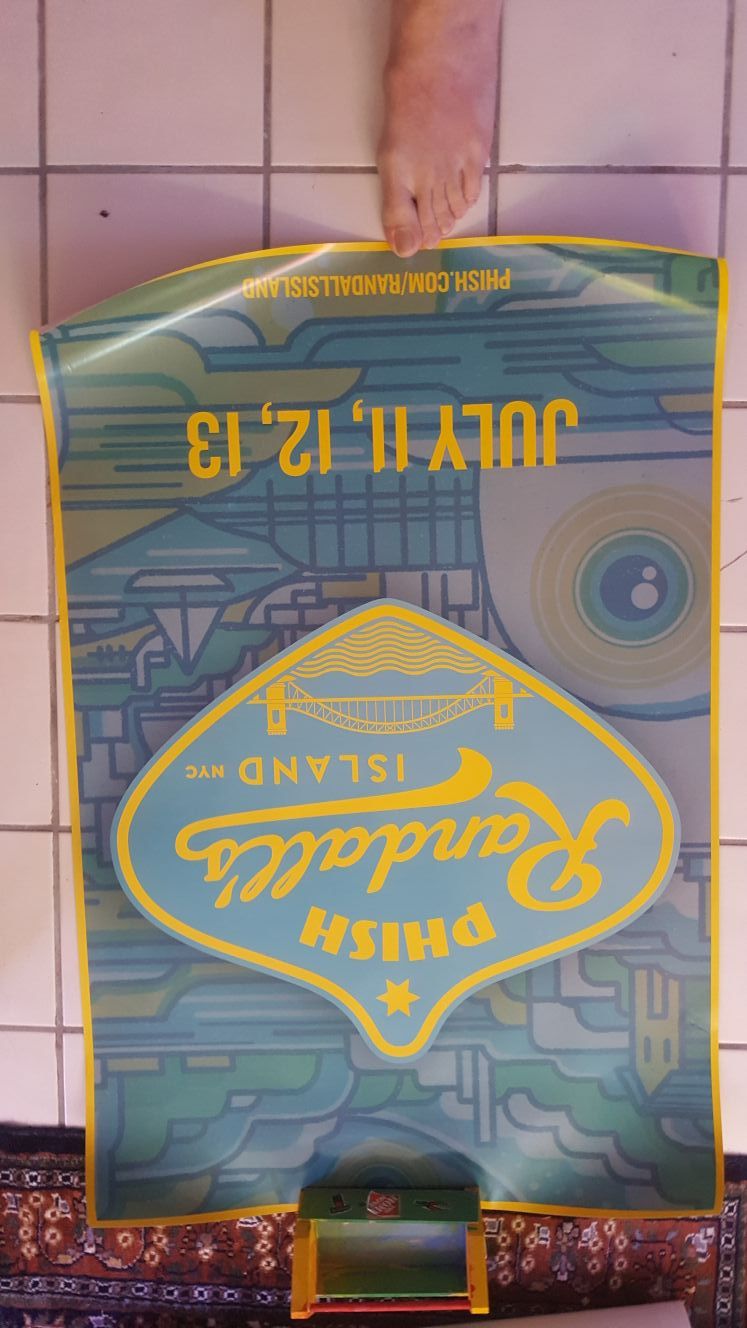 PHISH
Randall's
ISLAND NYC
JULY 11, 12, 13
PHISH.COM/RANDALLSISLAND